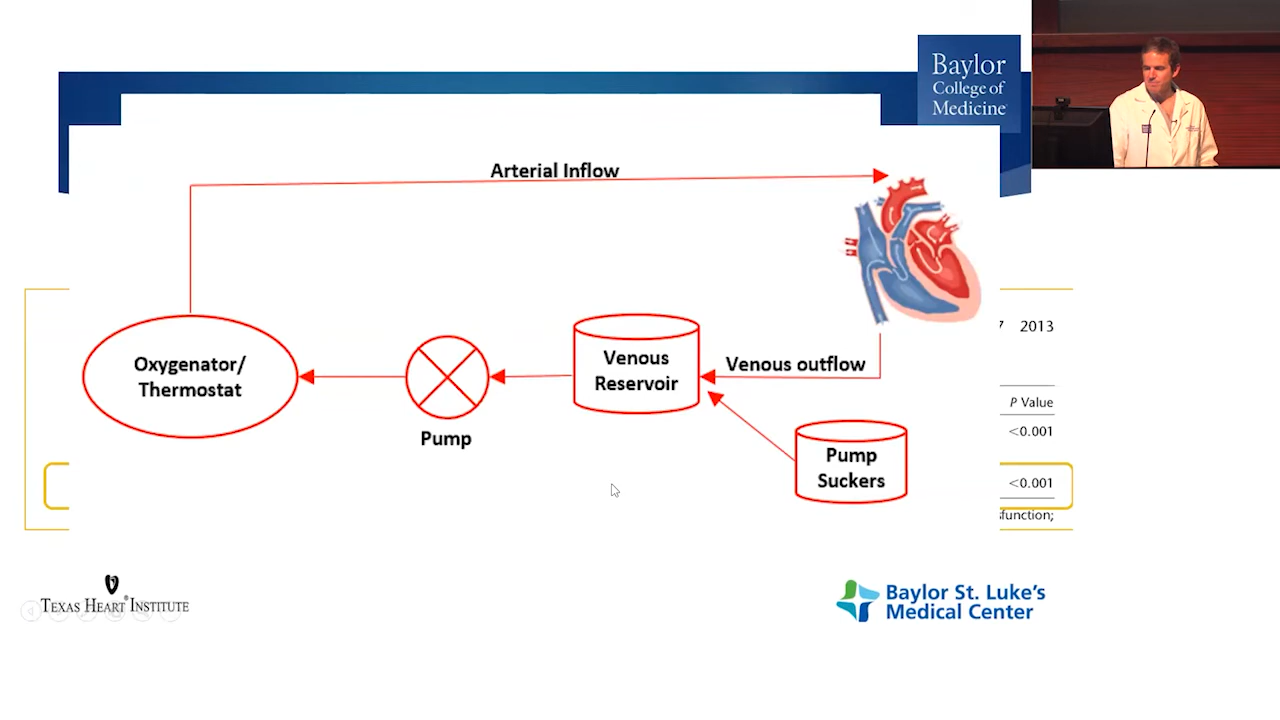 Baylor
College of
Medicine
Arterial Inflow
2013
Oxygenator/
Thermostat
Venous
Reservoir
Venous outflow
P Value
<0.001
Pump
Pump
Suckers
<0.001
sfunction;
TEXAS HEART® INSTITUTE
Baylor St. Luke's
Medical Center